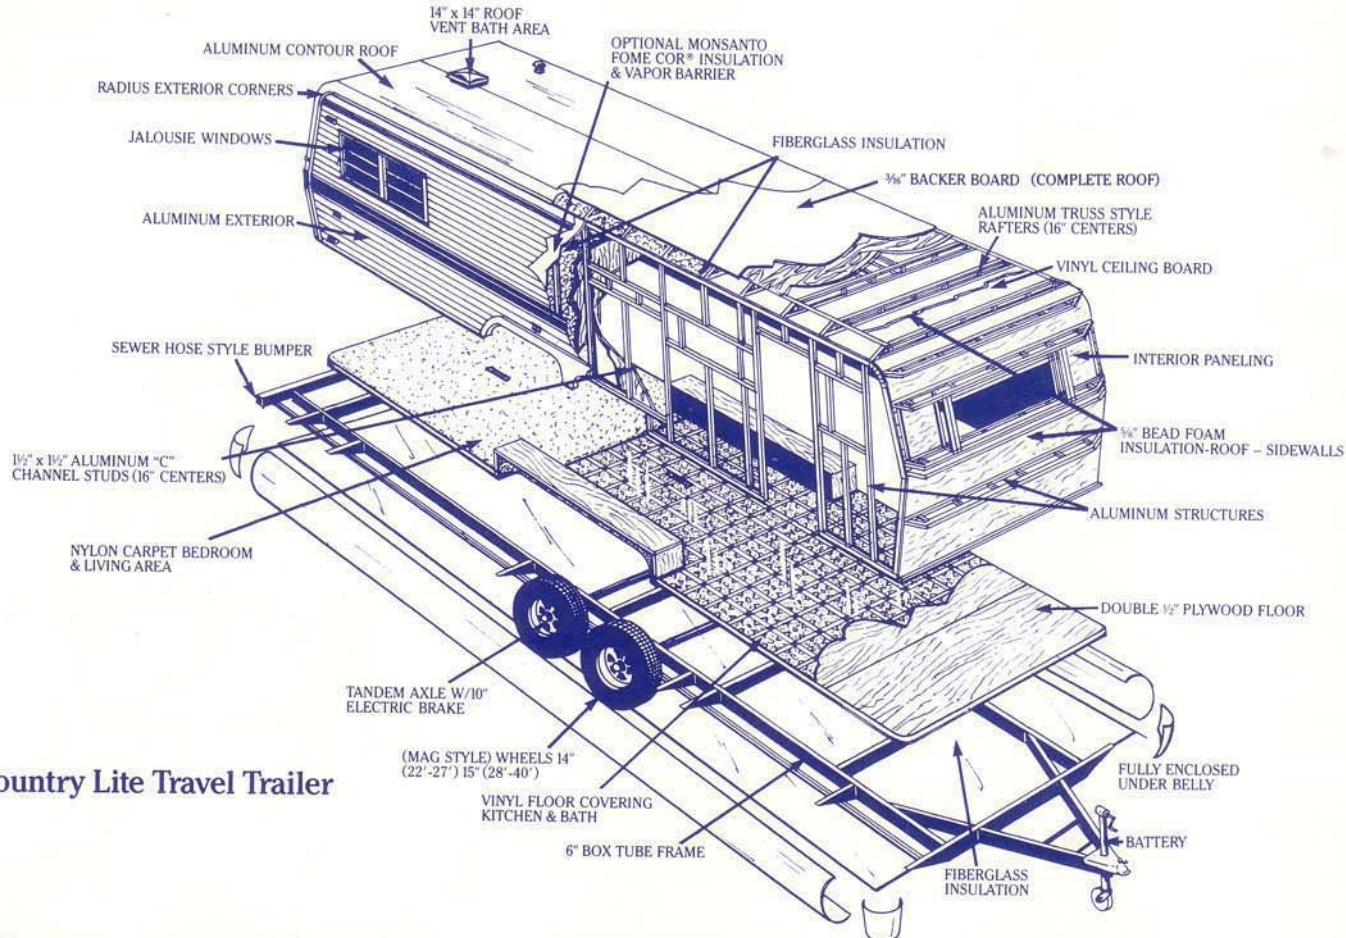 14" x 14" ROOF
VENT BATH AREA
ALUMINUM CONTOUR ROOF
OPTIONAL MONSANTO
FOME COR® INSULATION
& VAPOR BARRIER
RADIUS EXTERIOR CORNERS
JALOUSIE WINDOWS
FIBERGLASS INSULATION
3/16" BACKER BOARD (COMPLETE ROOF)
ALUMINUM EXTERIOR
ALUMINUM TRUSS STYLE
RAFTERS (16" CENTERS)
VINYL CEILING BOARD
SEWER HOSE STYLE BUMPER
INTERIOR PANELING
5/8" BEAD FOAM
INSULATION-ROOF – SIDEWALLS
1½" x 1½" ALUMINUM "C"
CHANNEL STUDS (16" CENTERS)
ALUMINUM STRUCTURES
NYLON CARPET BEDROOM
& LIVING AREA
DOUBLE ½" PLYWOOD FLOOR
TANDEM AXLE W/10"
ELECTRIC BRAKE
(MAG STYLE) WHEELS 14"
(22'-27') 15" (28'-40')
ountry Lite Travel Trailer
VINYL FLOOR COVERING
KITCHEN & BATH
6" BOX TUBE FRAME
FULLY ENCLOSED
UNDER BELLY
BATTERY
FIBERGLASS
INSULATION